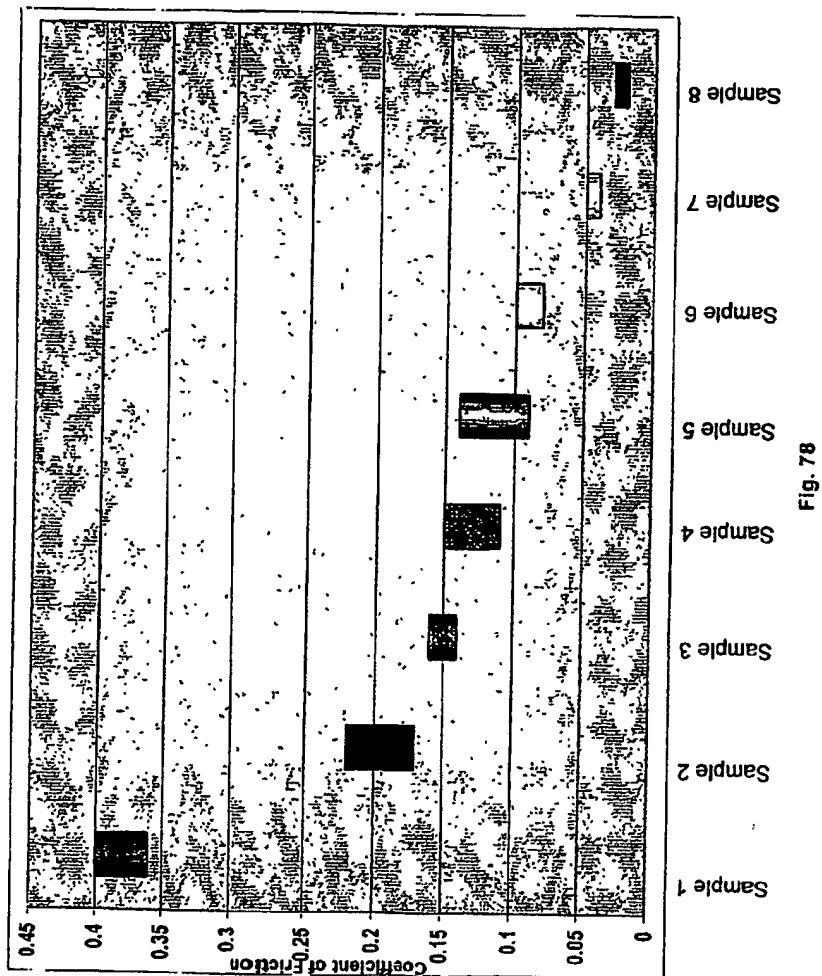 0.45
0.4
0.35
0.3
0.25
0.2
0.15
0.1
0.05
0
Coefficient of Friction
Sample 1
Sample 2
Sample 3
Sample 4
Sample 5
Sample 6
Sample 7
Sample 8
Fig. 78